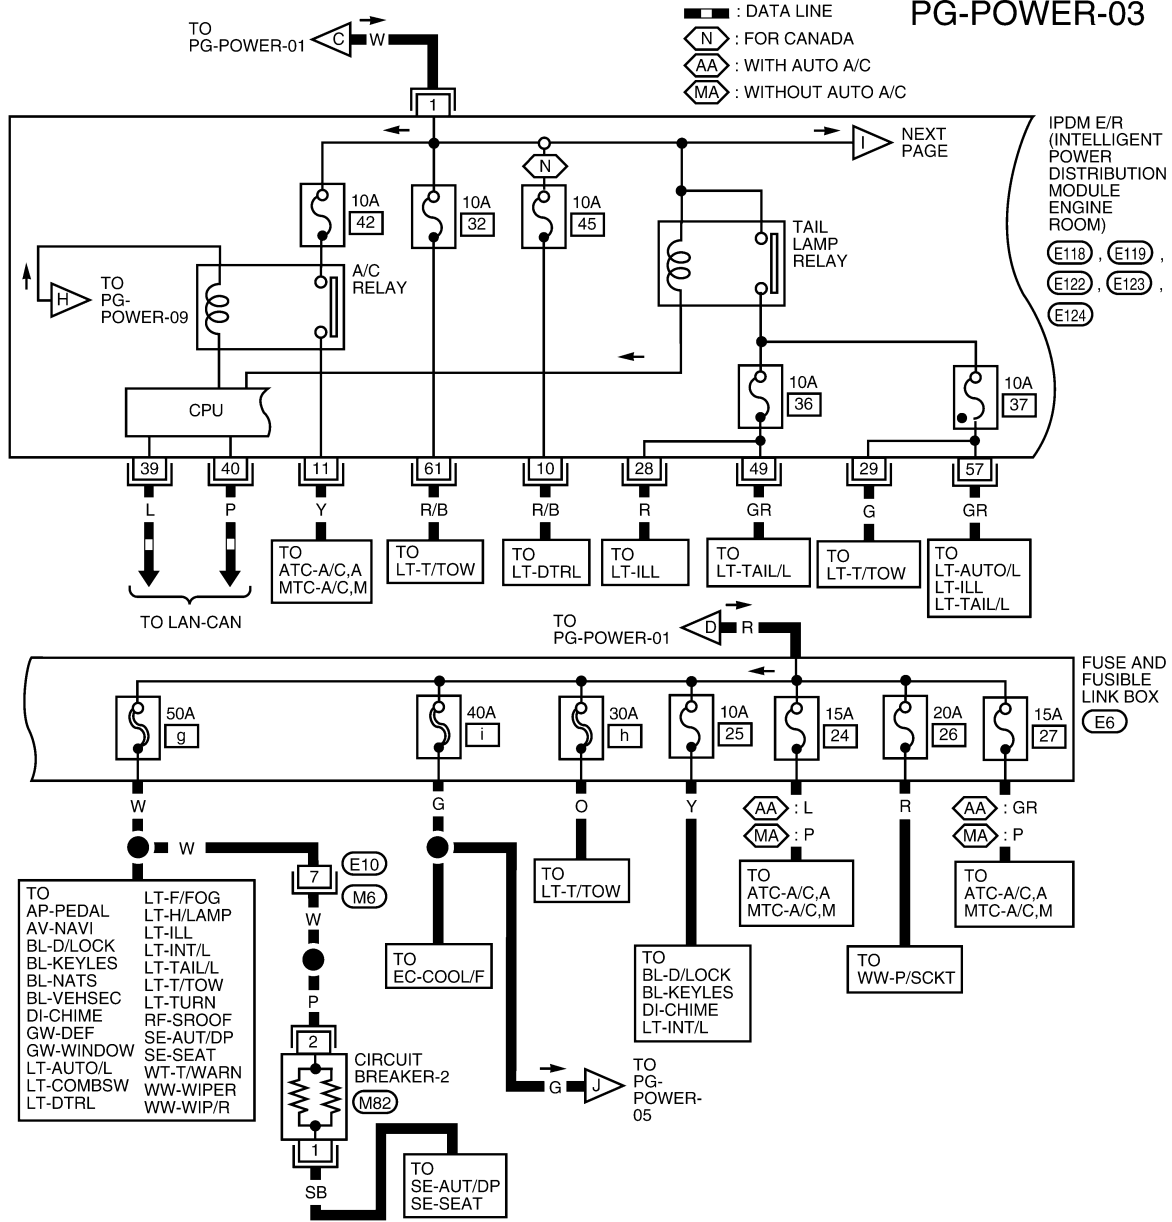 PG-POWER-03
: DATA LINE
N : FOR CANADA
AA : WITH AUTO A/C
MA : WITHOUT AUTO A/C
TO
PG-POWER-01
C
W
1
I
NEXT
PAGE
IPDM E/R
(INTELLIGENT
POWER
DISTRIBUTION
MODULE
ENGINE
ROOM)
E118 , E119 ,
E122 , E123 ,
E124
N
10A
42
10A
32
10A
45
TAIL
LAMP
RELAY
A/C
RELAY
H
TO
PG-
POWER-09
CPU
10A
36
10A
37
39
40
11
61
10
28
49
29
57
L
P
Y
R/B
R/B
R
GR
G
GR
TO
ATC-A/C,A
MTC-A/C,M
TO
LT-T/TOW
TO
LT-DTRL
TO
LT-ILL
TO
LT-TAIL/L
TO
LT-T/TOW
TO
LT-AUTO/L
LT-ILL
LT-TAIL/L
TO LAN-CAN
TO
PG-POWER-01
D
R
FUSE AND
FUSIBLE
LINK BOX
E6
50A
g
40A
i
30A
h
10A
25
15A
24
20A
26
15A
27
W
G
O
Y
AA : L
MA : P
R
AA : GR
MA : P
W
7
E10
M6
W
P
2
CIRCUIT
BREAKER-2
M82
1
SB
TO
AP-PEDAL
AV-NAVI
BL-D/LOCK
BL-KEYLES
BL-NATS
BL-VEHSEC
DI-CHIME
GW-DEF
GW-WINDOW
LT-AUTO/L
LT-COMBSW
LT-DTRL
LT-F/FOG
LT-H/LAMP
LT-ILL
LT-INT/L
LT-TAIL/L
LT-T/TOW
LT-TURN
RF-SROOF
SE-AUT/DP
SE-SEAT
WT-T/WARN
WW-WIPER
WW-WIP/R
TO
EC-COOL/F
TO
LT-T/TOW
TO
BL-D/LOCK
BL-KEYLES
DI-CHIME
LT-INT/L
TO
ATC-A/C,A
MTC-A/C,M
TO
WW-P/SCKT
TO
ATC-A/C,A
MTC-A/C,M
G
J
TO
PG-
POWER-
05
TO
SE-AUT/DP
SE-SEAT